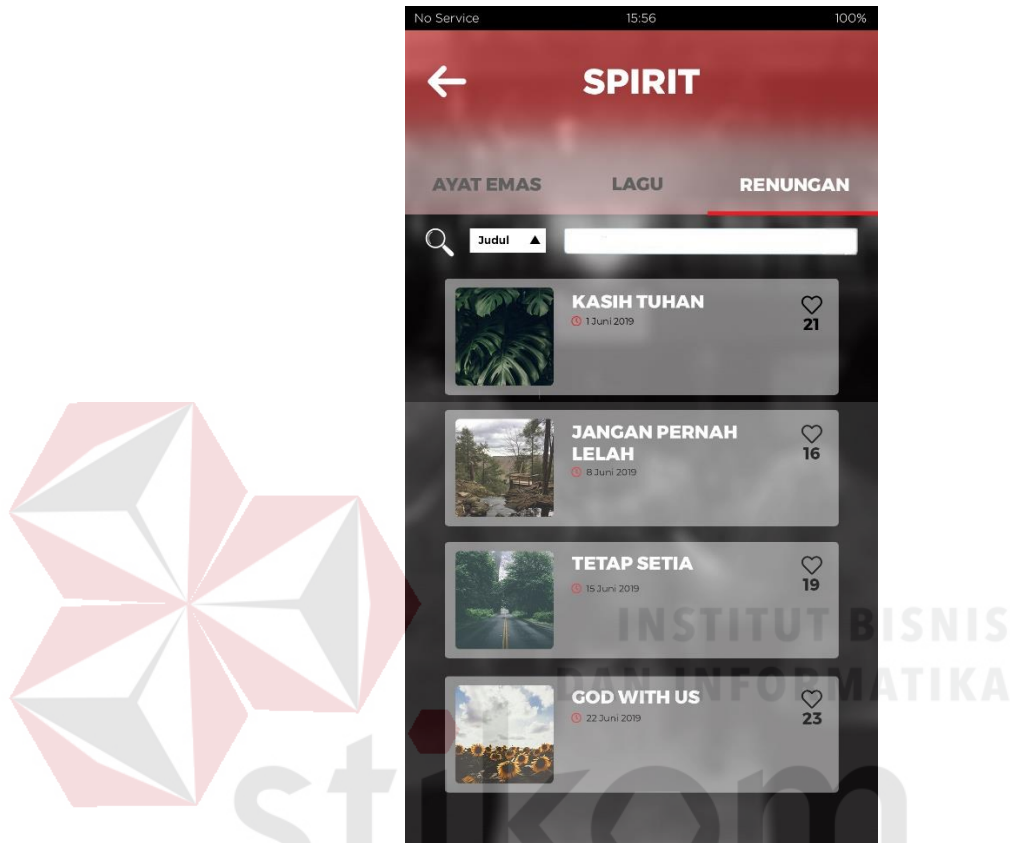 No Service 15:56 100%
SPIRIT
AYAT EMAS LAGU RENUNGAN
Judul
KASIH TUHAN
1 Juni 2019
21
JANGAN PERNAH
LELAH
8 Juni 2019
16
TETAP SETIA
15 Juni 2019
19
INSTITUT BISNIS
DAN INFORMATIKA
GOD WITH US
22 Juni 2019
23
stikom